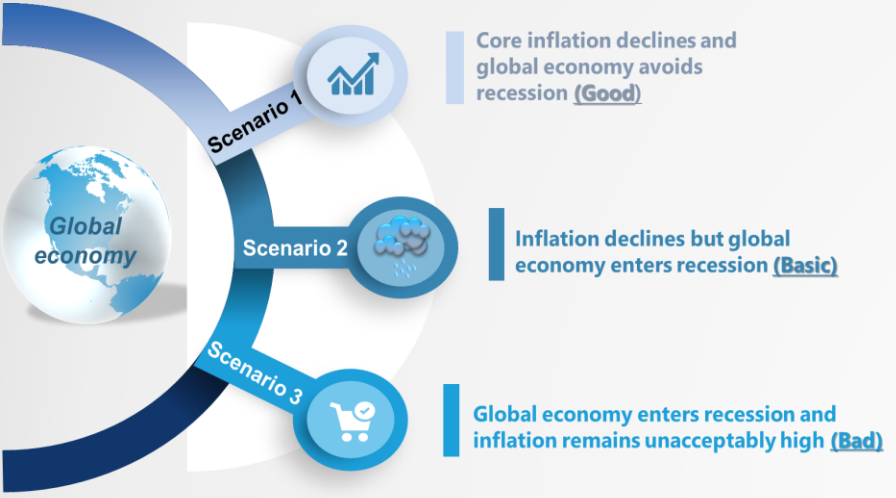 Global
economy
Scenario 1
Core inflation declines and
global economy avoids
recession (Good)
Scenario 2
Inflation declines but global
economy enters recession (Basic)
Scenario 3
Global economy enters recession and
inflation remains unacceptably high (Bad)